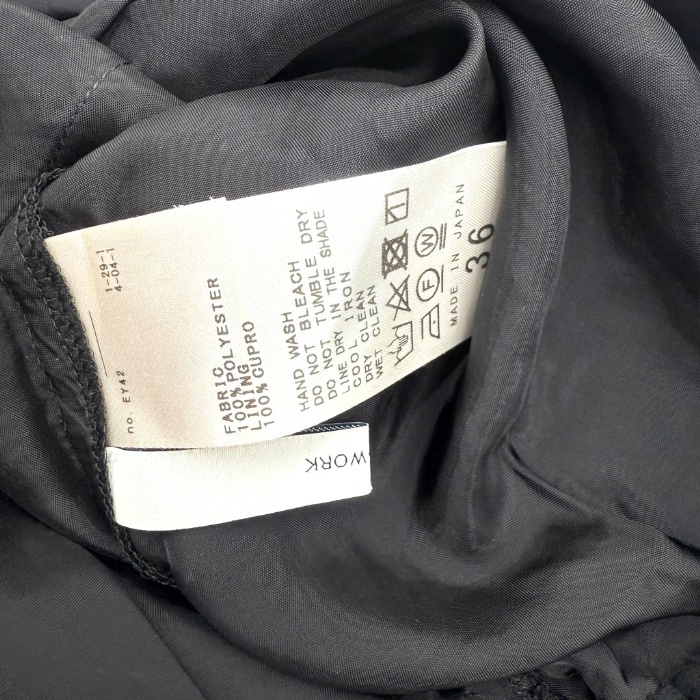 FABRIC
100%POLYESTER
LINING
100%CUPRO
HAND WASH
DO NOT BLEACH
DO NOT TUMBLE DRY
LINE DRY IN THE SHADE
COOL IRON
DRY CLEAN
WET CLEAN
W
F
MADE IN JAPAN
36
no. EY42
1-29-1
4-04-1
WORK